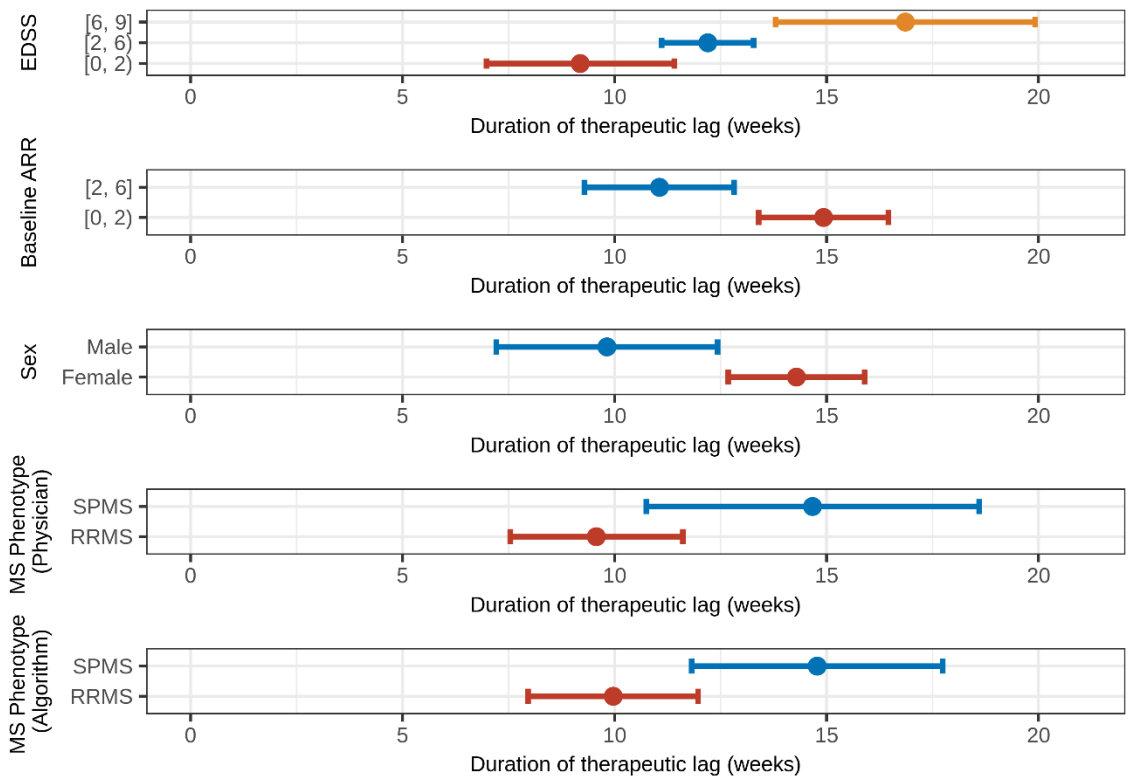 EDSS
[6, 9]
[2, 6)
[0, 2)
0 5 10 15 20
Duration of therapeutic lag (weeks)
Baseline ARR
[2, 6]
[0, 2)
0 5 10 15 20
Duration of therapeutic lag (weeks)
Sex
Male
Female
0 5 10 15 20
Duration of therapeutic lag (weeks)
MS Phenotype
(Physician)
SPMS
RRMS
0 5 10 15 20
Duration of therapeutic lag (weeks)
MS Phenotype
(Algorithm)
SPMS
RRMS
0 5 10 15 20
Duration of therapeutic lag (weeks)